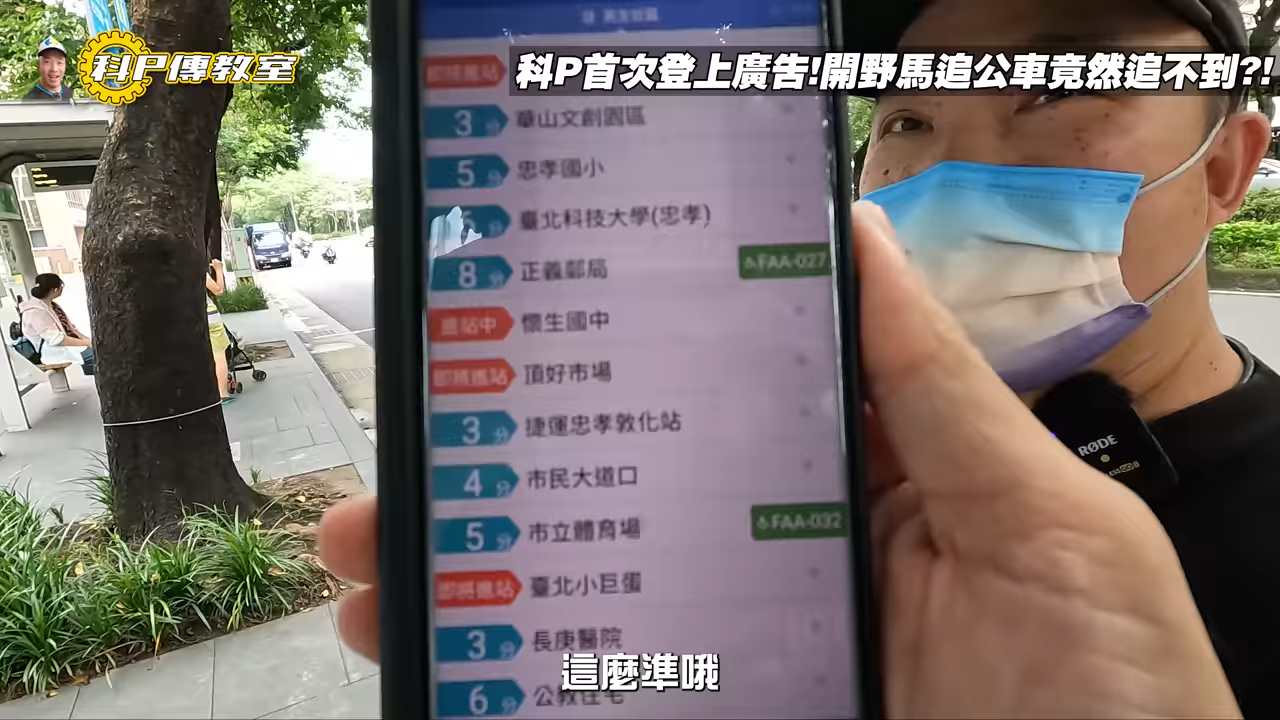 科P傳教室
科P首次登上廣告!開野馬追公車竟然追不到?!
即將進站
3 分 華山文創園區
5 分 忠孝國小
分 臺北科技大學(忠孝)
8 分 正義郵局 FAA-027
進站中 懷生國中
即將進站 頂好市場
3 分 捷運忠孝敦化站
4 分 市民大道口
5 分 市立體育場 FAA-032
即將進站 臺北小巨蛋
3 分 長庚醫院
6 分 公教住宅
RØDE
這麼準哦